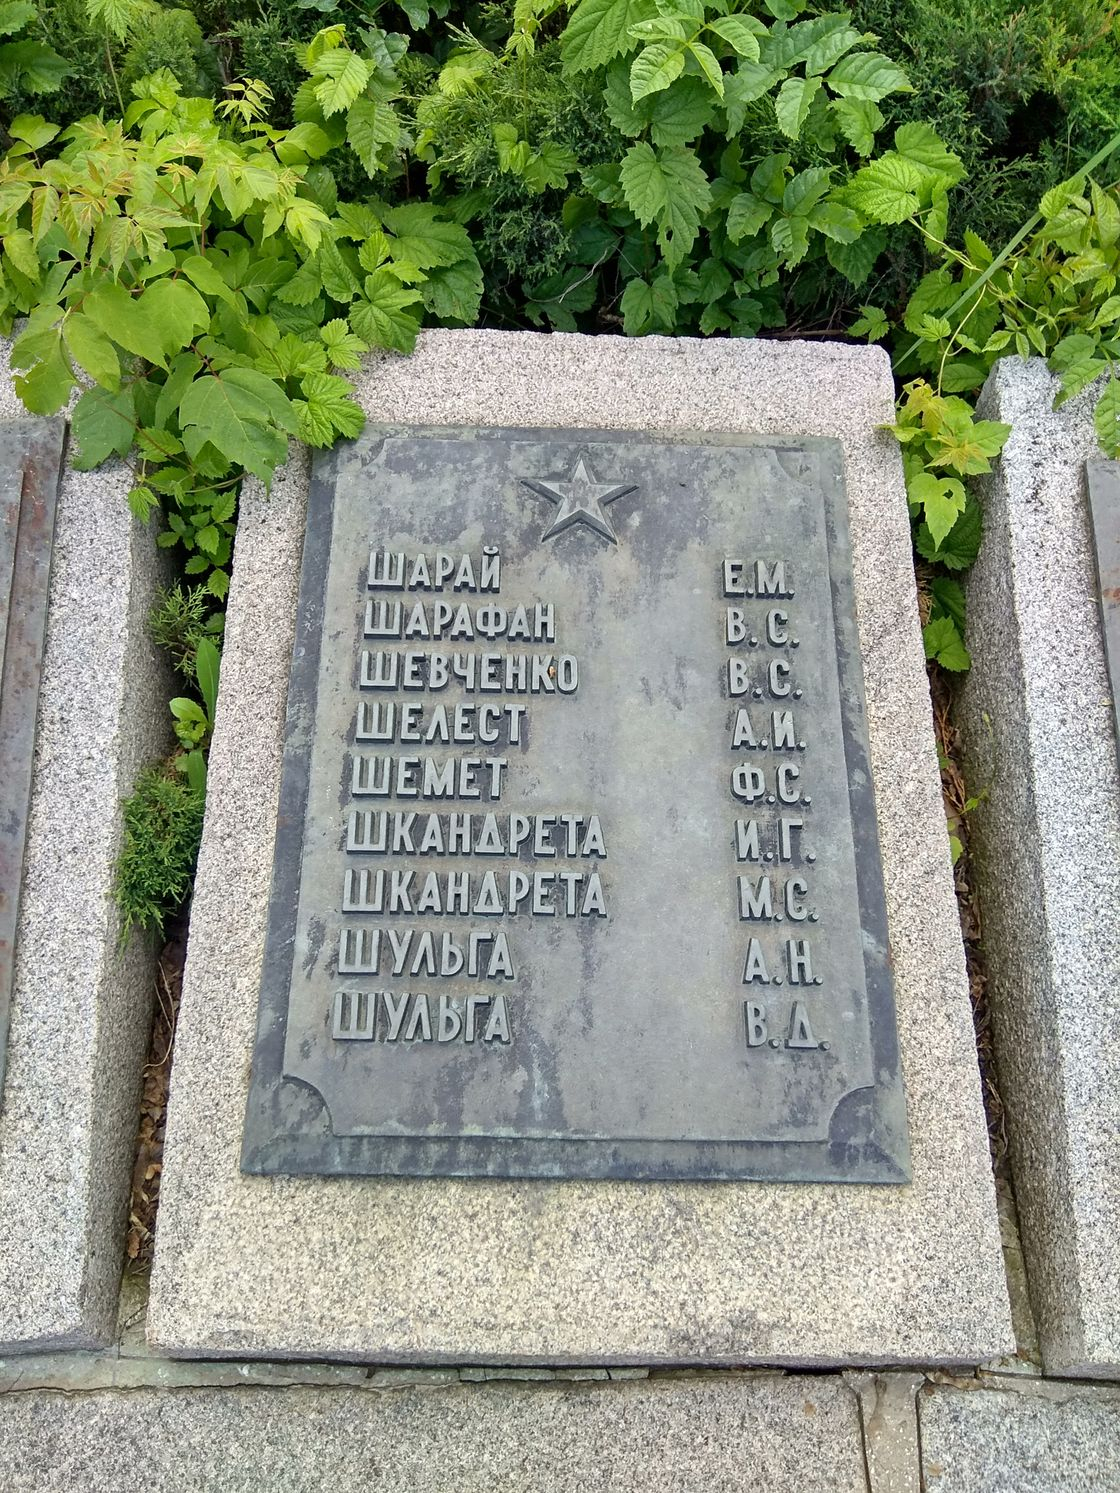 ШАРАЙ Е.М.
ШАРАФАН В.С.
ШЕВЧЕНКО В.С.
ШЕЛЕСТ А.И.
ШЕМЕТ Ф.С.
ШКАНДРЕТА И.Г.
ШКАНДРЕТА М.С.
ШУЛЬГА А.Н.
ШУЛЬГА В.Д.